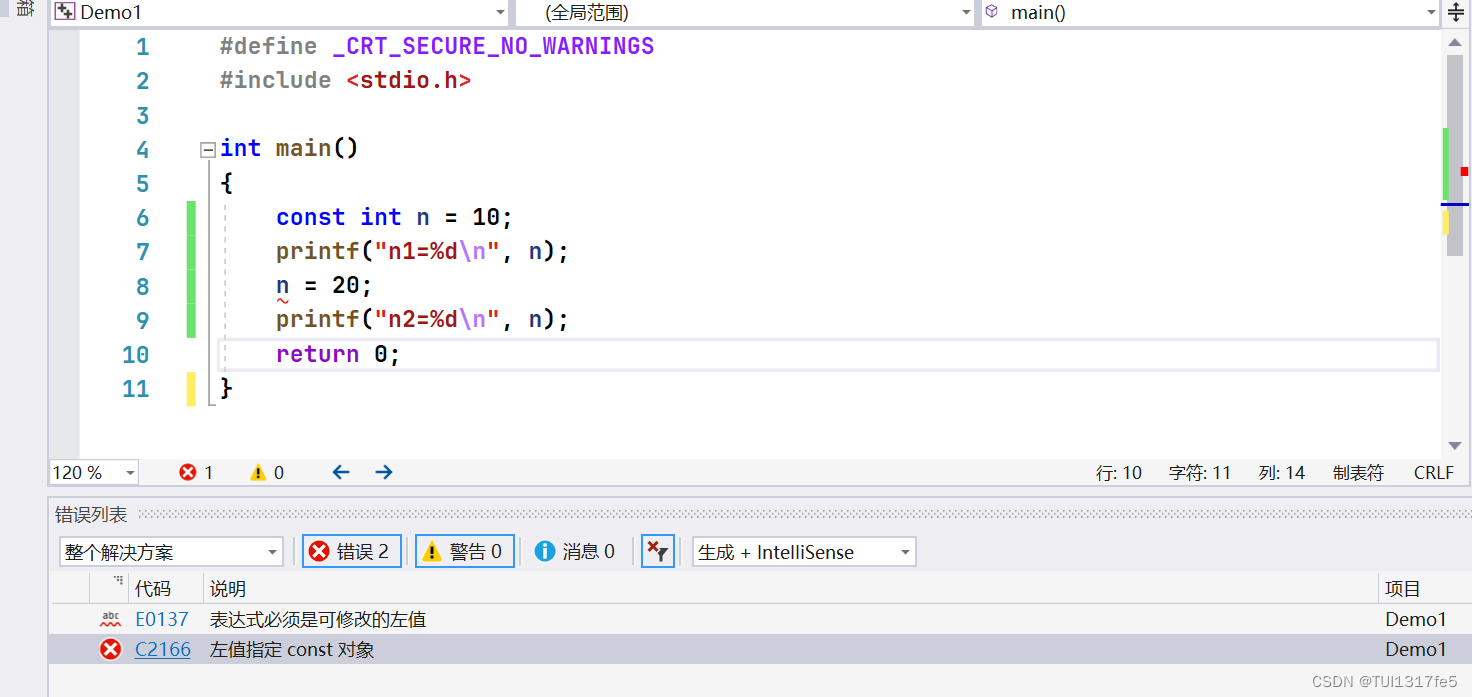 箱
Demo1 (全局范围) main()
1 #define _CRT_SECURE_NO_WARNINGS
2 #include <stdio.h>
3
4 int main()
5 {
6 const int n = 10;
7 printf("n1=%d\n", n);
8 n = 20;
9 printf("n2=%d\n", n);
10 return 0;
11 }
120 % 1 0 行: 10 字符: 11 列: 14 制表符 CRLF
错误列表
整个解决方案 错误 2 警告 0 消息 0 生成 + IntelliSense
代码 说明 项目
abc E0137 表达式必须是可修改的左值 Demo1
C2166 左值指定 const 对象 Demo1
CSDN @TUI1317fe5